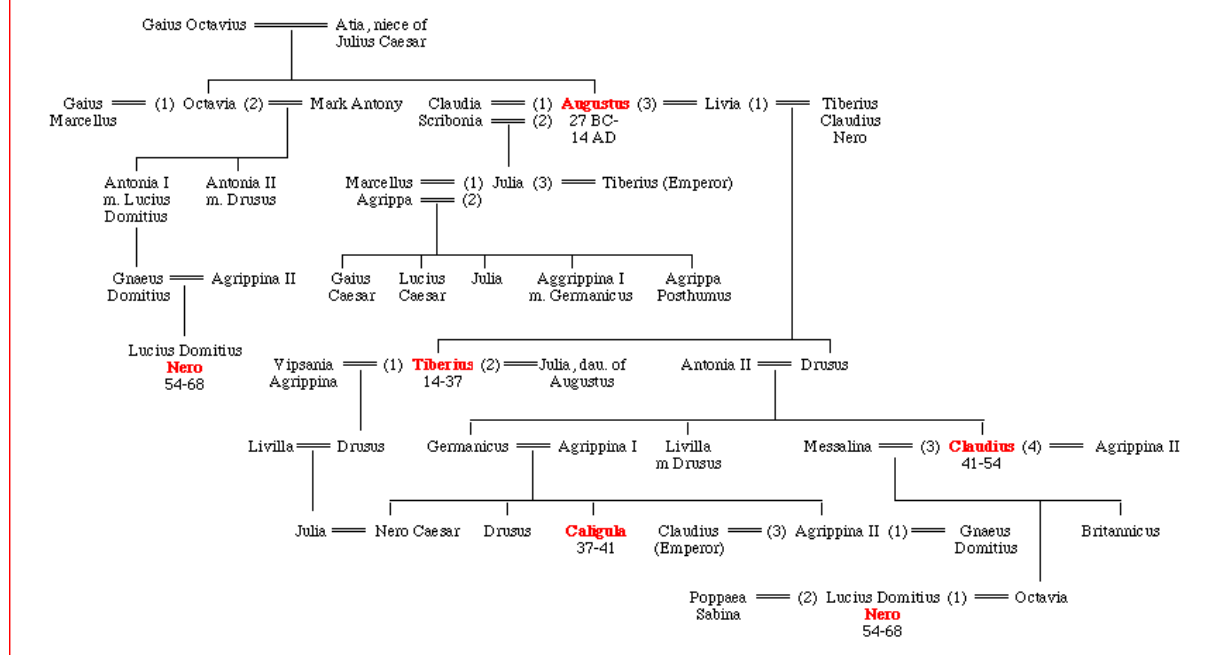 Gaius Octavius Atia, niece of
Julius Caesar
Gaius (1) Octavia (2) Mark Antony Claudia (1) Augustus (3) Livia (1) Tiberius
Marcellus Scribonia (2) 27 BC- Claudius
14 AD Nero
Antonia I Antonia II Marcellus (1) Julia (3) Tiberius (Emperor)
m. Lucius m. Drusus Agrippa (2)
Domitius
Gnaeus Agrippina II Gaius Lucius Julia Aggrippina I Agrippa
Domitius Caesar Caesar m. Germanicus Posthumus
Lucius Domitius
Nero
54-68
Vipsania (1) Tiberius (2) Julia, dau. of Antonia II Drusus
Agrippina 14-37 Augustus
Livilla Drusus Germanicus Agrippina I Livilla Messalina (3) Claudius (4) Agrippina II
m Drusus 41-54
Julia Nero Caesar Drusus Caligula Claudius (3) Agrippina II (1) Gnaeus Britannicus
37-41 (Emperor) Domitius
Poppaea (2) Lucius Domitius (1) Octavia
Sabina Nero
54-68